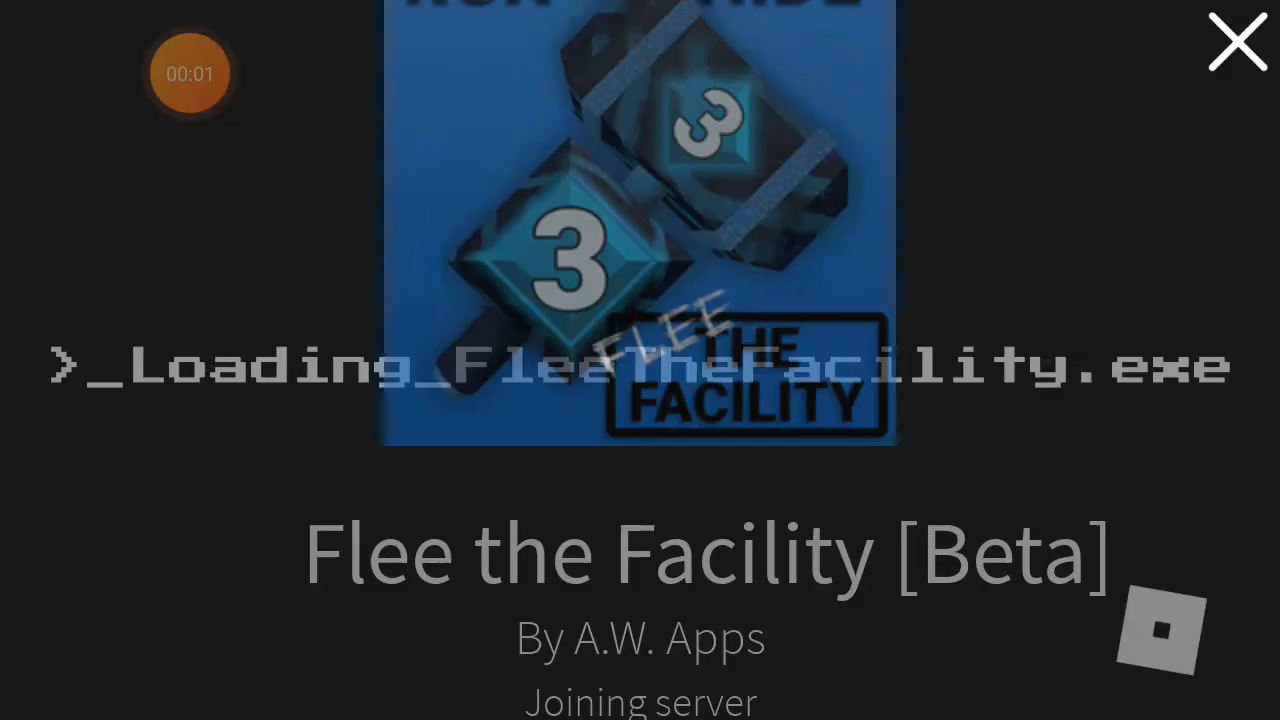 00:01
3
3
FLEE
THE
>_Loading_FleeTheFacility.exe
FACILITY
Flee the Facility [Beta]
By A.W. Apps
Joining server